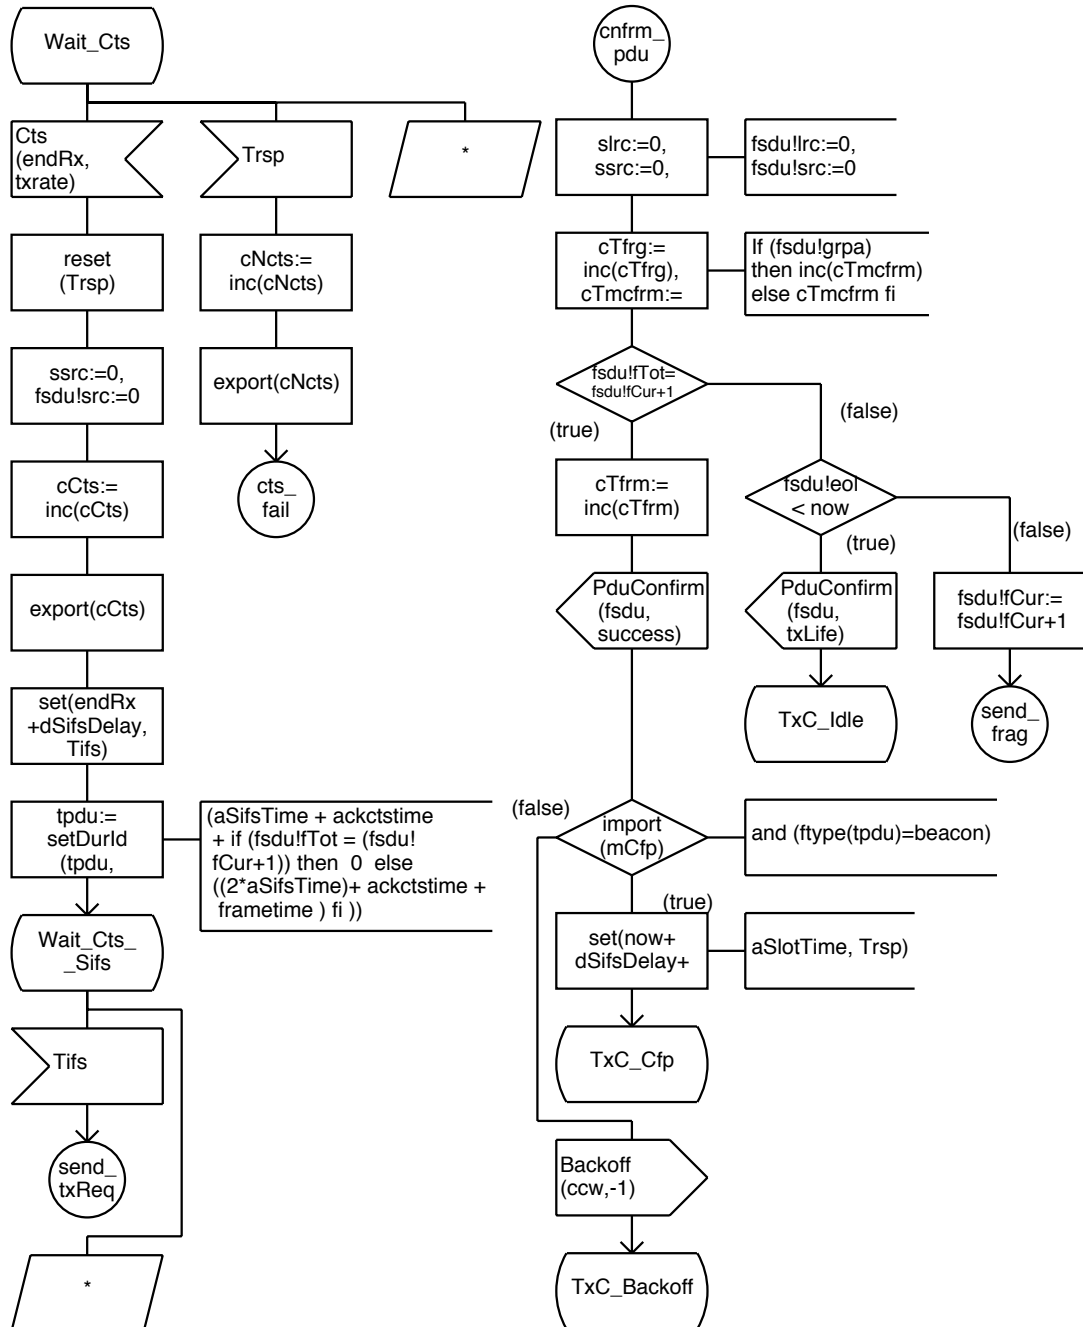 Wait_Cts
Cts
(endRx,
txrate)
Trsp
*
reset
(Trsp)
cNcts:=
inc(cNcts)
ssrc:=0,
fsdu!src:=0
export(cNcts)
cCts:=
inc(cCts)
cts_
fail
export(cCts)
set(endRx
+dSifsDelay,
Tifs)
tpdu:=
setDurId
(tpdu,
(aSifsTime + ackctstime
+ if (fsdu!fTot = (fsdu!
fCur+1)) then 0 else
((2*aSifsTime)+ ackctstime +
frametime ) fi ))
Wait_Cts_
_Sifs
Tifs
send_
txReq
*
cnfrm_
pdu
slrc:=0,
ssrc:=0,
fsdu!lrc:=0,
fsdu!src:=0
cTfrg:=
inc(cTfrg),
cTmcfrm:=
If (fsdu!grpa)
then inc(cTmcfrm)
else cTmcfrm fi
fsdu!fTot=
fsdu!fCur+1
(true)
(false)
cTfrm:=
inc(cTfrm)
fsdu!eol
< now
(true)
(false)
PduConfirm
(fsdu,
success)
PduConfirm
(fsdu,
txLife)
fsdu!fCur:=
fsdu!fCur+1
TxC_Idle
send_
frag
(false)
import
(mCfp)
and (ftype(tpdu)=beacon)
(true)
set(now+
dSifsDelay+
aSlotTime, Trsp)
TxC_Cfp
Backoff
(ccw,-1)
TxC_Backoff